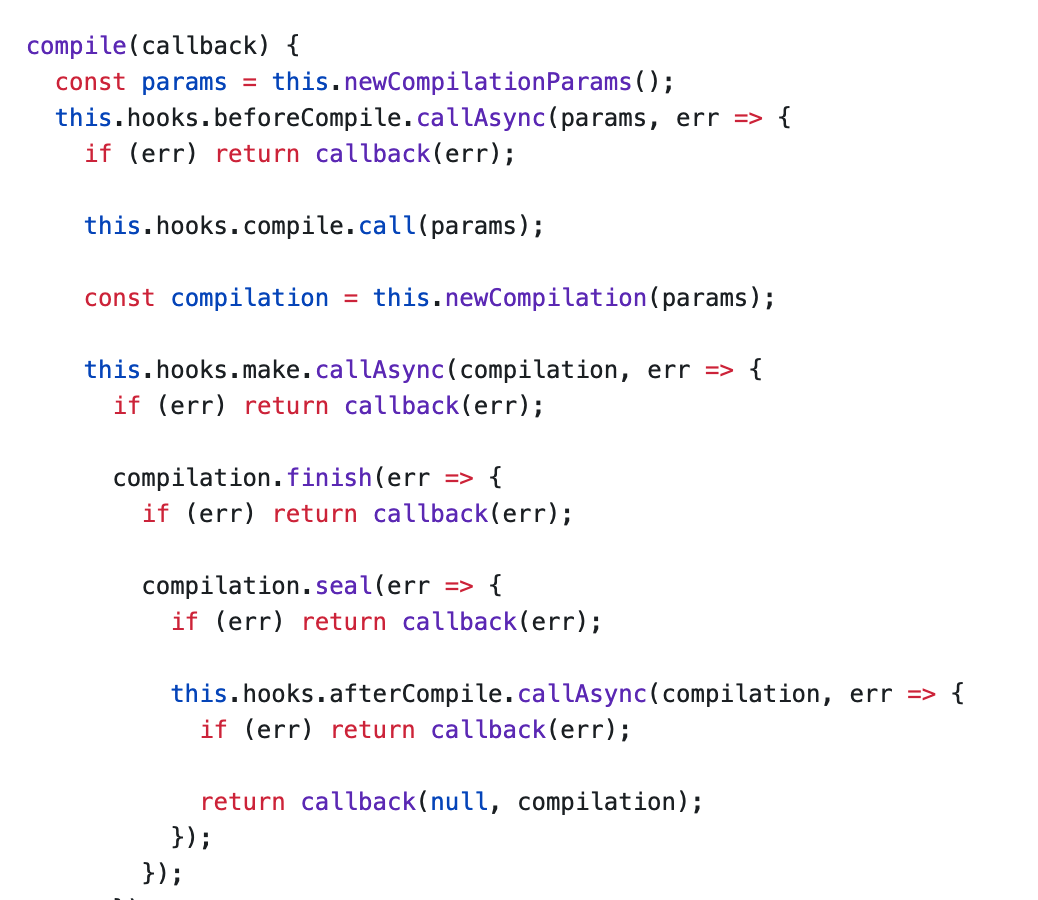 compile(callback) {
  const params = this.newCompilationParams();
  this.hooks.beforeCompile.callAsync(params, err => {
    if (err) return callback(err);

    this.hooks.compile.call(params);

    const compilation = this.newCompilation(params);

    this.hooks.make.callAsync(compilation, err => {
      if (err) return callback(err);

      compilation.finish(err => {
        if (err) return callback(err);

        compilation.seal(err => {
          if (err) return callback(err);

          this.hooks.afterCompile.callAsync(compilation, err => {
            if (err) return callback(err);

            return callback(null, compilation);
          });
        });